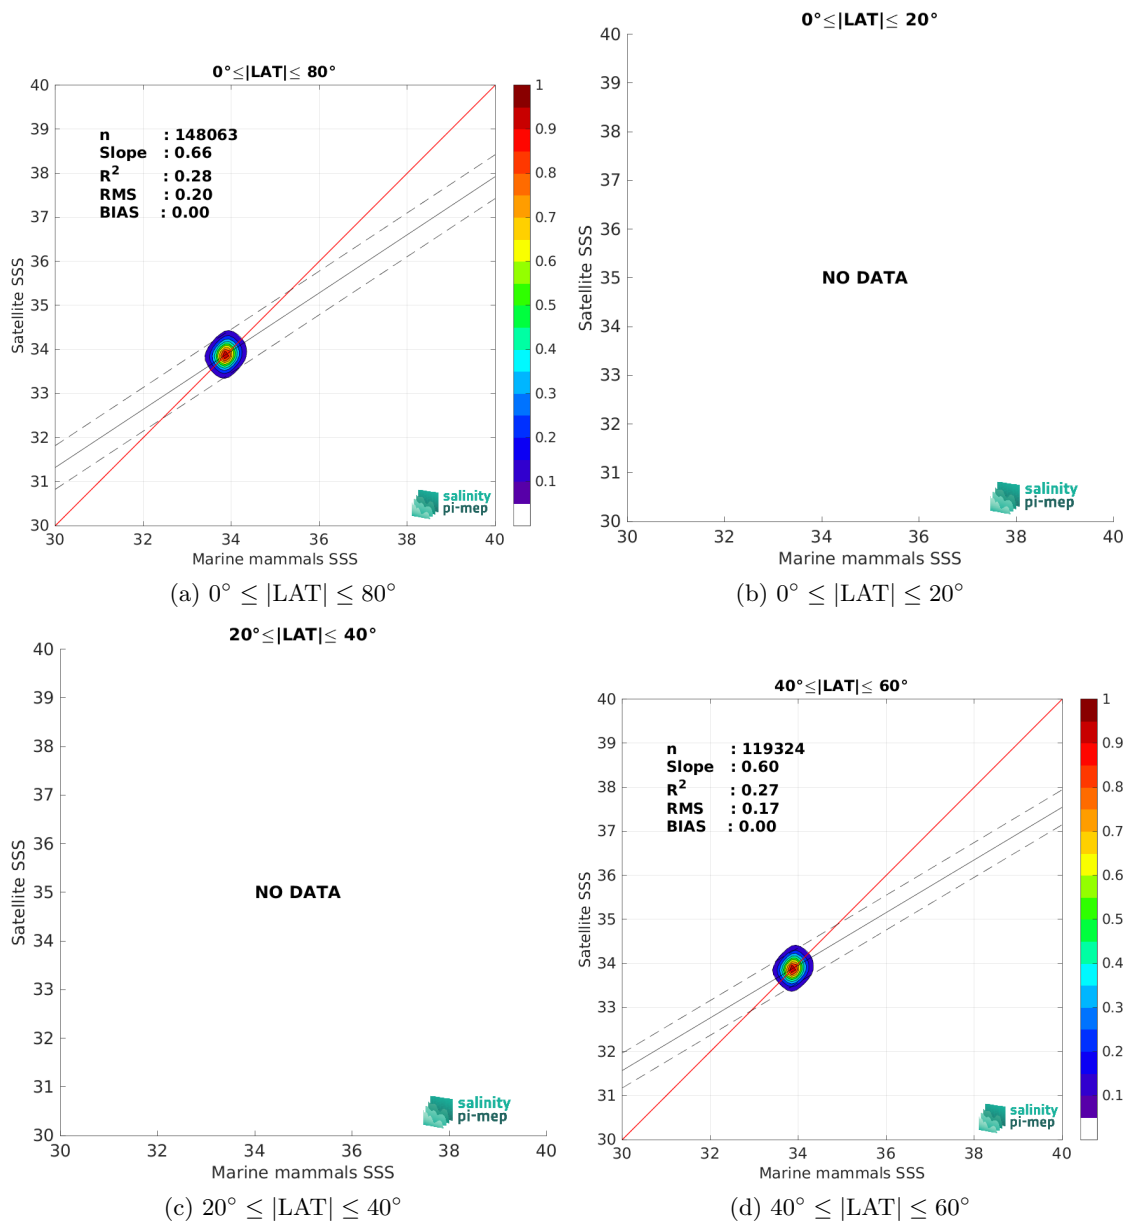 0°≤|LAT|≤ 80°
40
39
38
37
36
35
34
33
32
31
30
Satellite SSS
n : 148063
Slope : 0.66
R² : 0.28
RMS : 0.20
BIAS : 0.00
salinity
pi-mep
30 32 34 36 38 40
Marine mammals SSS
1
0.9
0.8
0.7
0.6
0.5
0.4
0.3
0.2
0.1
(a) 0° ≤ |LAT| ≤ 80°
0°≤|LAT|≤ 20°
40
39
38
37
36
35
34
33
32
31
30
Satellite SSS
NO DATA
salinity
pi-mep
30 32 34 36 38 40
Marine mammals SSS
(b) 0° ≤ |LAT| ≤ 20°
20°≤|LAT|≤ 40°
40
39
38
37
36
35
34
33
32
31
30
Satellite SSS
NO DATA
salinity
pi-mep
30 32 34 36 38 40
Marine mammals SSS
(c) 20° ≤ |LAT| ≤ 40°
40°≤|LAT|≤ 60°
40
39
38
37
36
35
34
33
32
31
30
Satellite SSS
n : 119324
Slope : 0.60
R² : 0.27
RMS : 0.17
BIAS : 0.00
salinity
pi-mep
30 32 34 36 38 40
Marine mammals SSS
1
0.9
0.8
0.7
0.6
0.5
0.4
0.3
0.2
0.1
(d) 40° ≤ |LAT| ≤ 60°